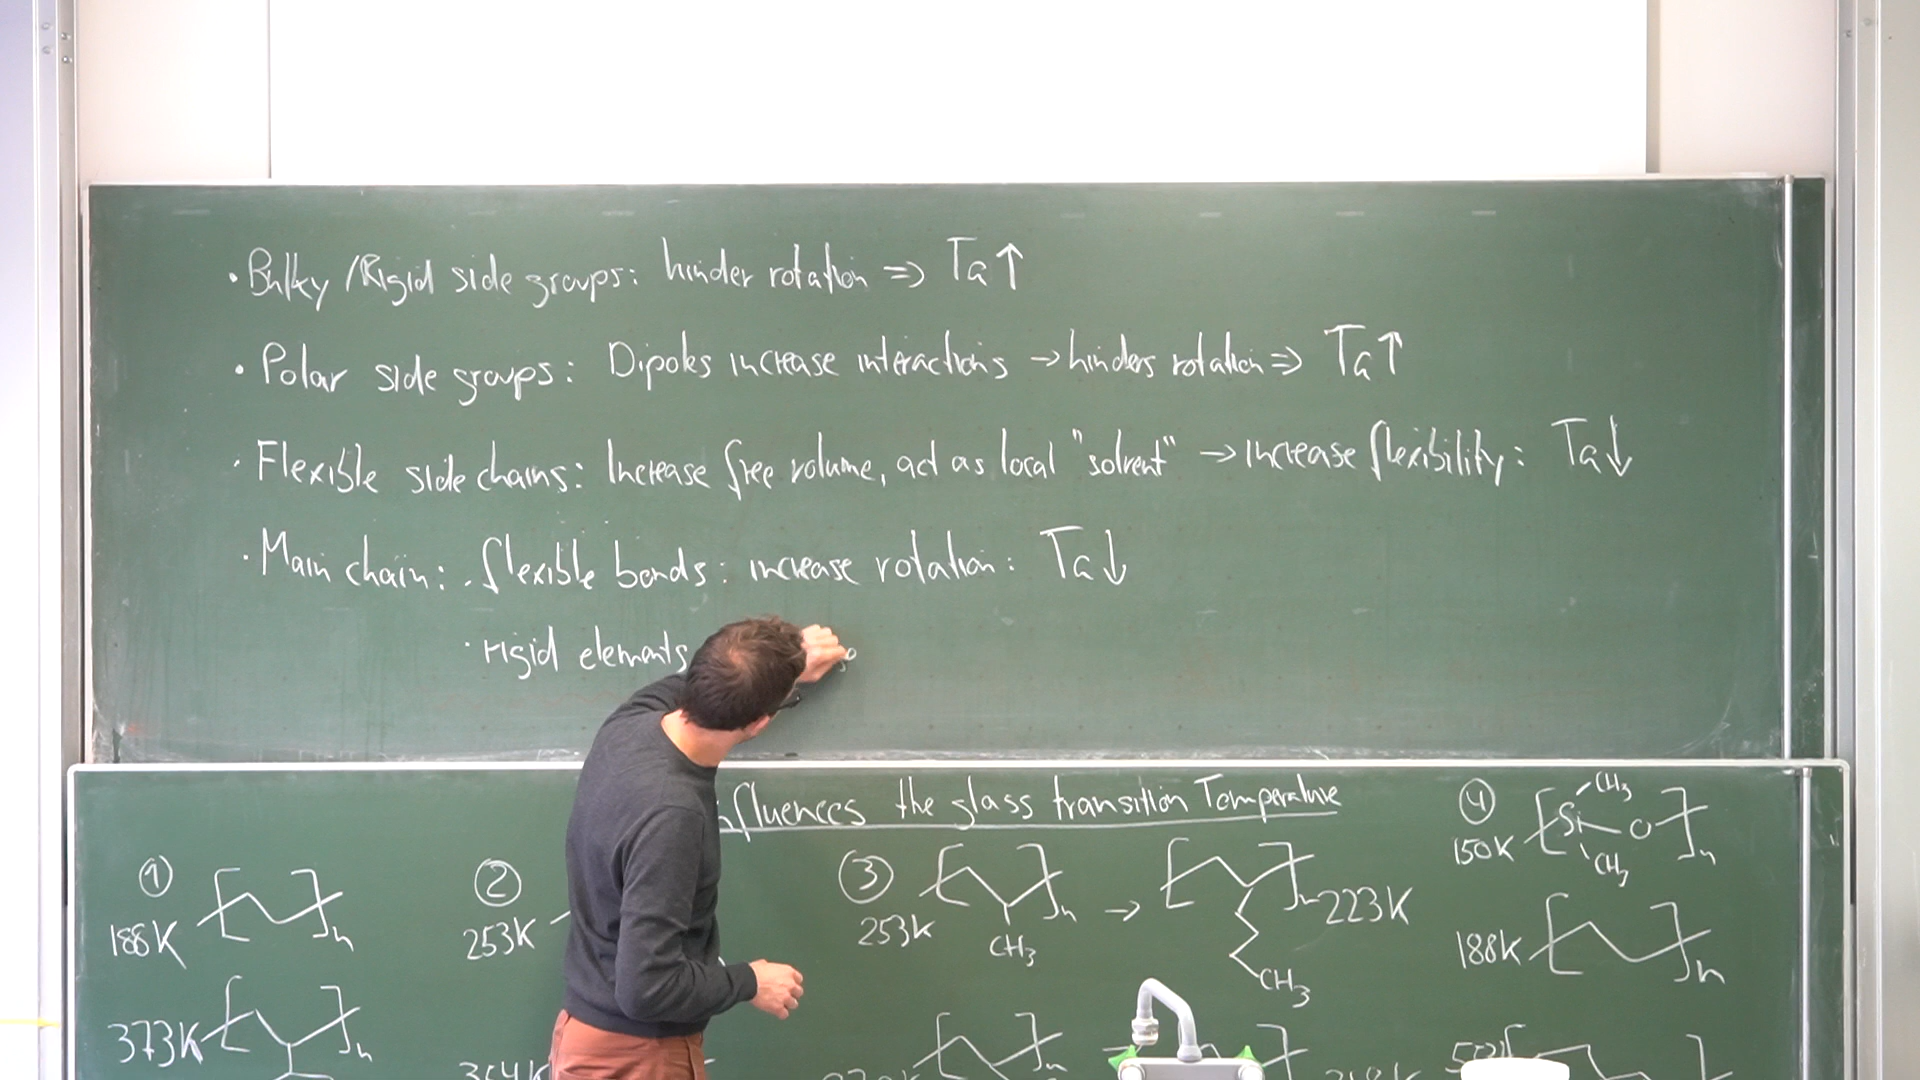 • Bulky / Rigid side groups: hinder rotation => TG↑
• Polar side groups: Dipoles increase interactions → hinders rotation => TG↑
• Flexible side chains: Increase free volume, act as local "solvent" → increase flexibility: TG↓
• Main chain: • flexible bonds: increase rotation: TG↓
• rigid elements
fluences the glass transition Temperature
① 188K n
373K n
② 253K
③ 253K n CH3 → n 223K CH3
④ 150K Si CH3 CH3 O n
188K n